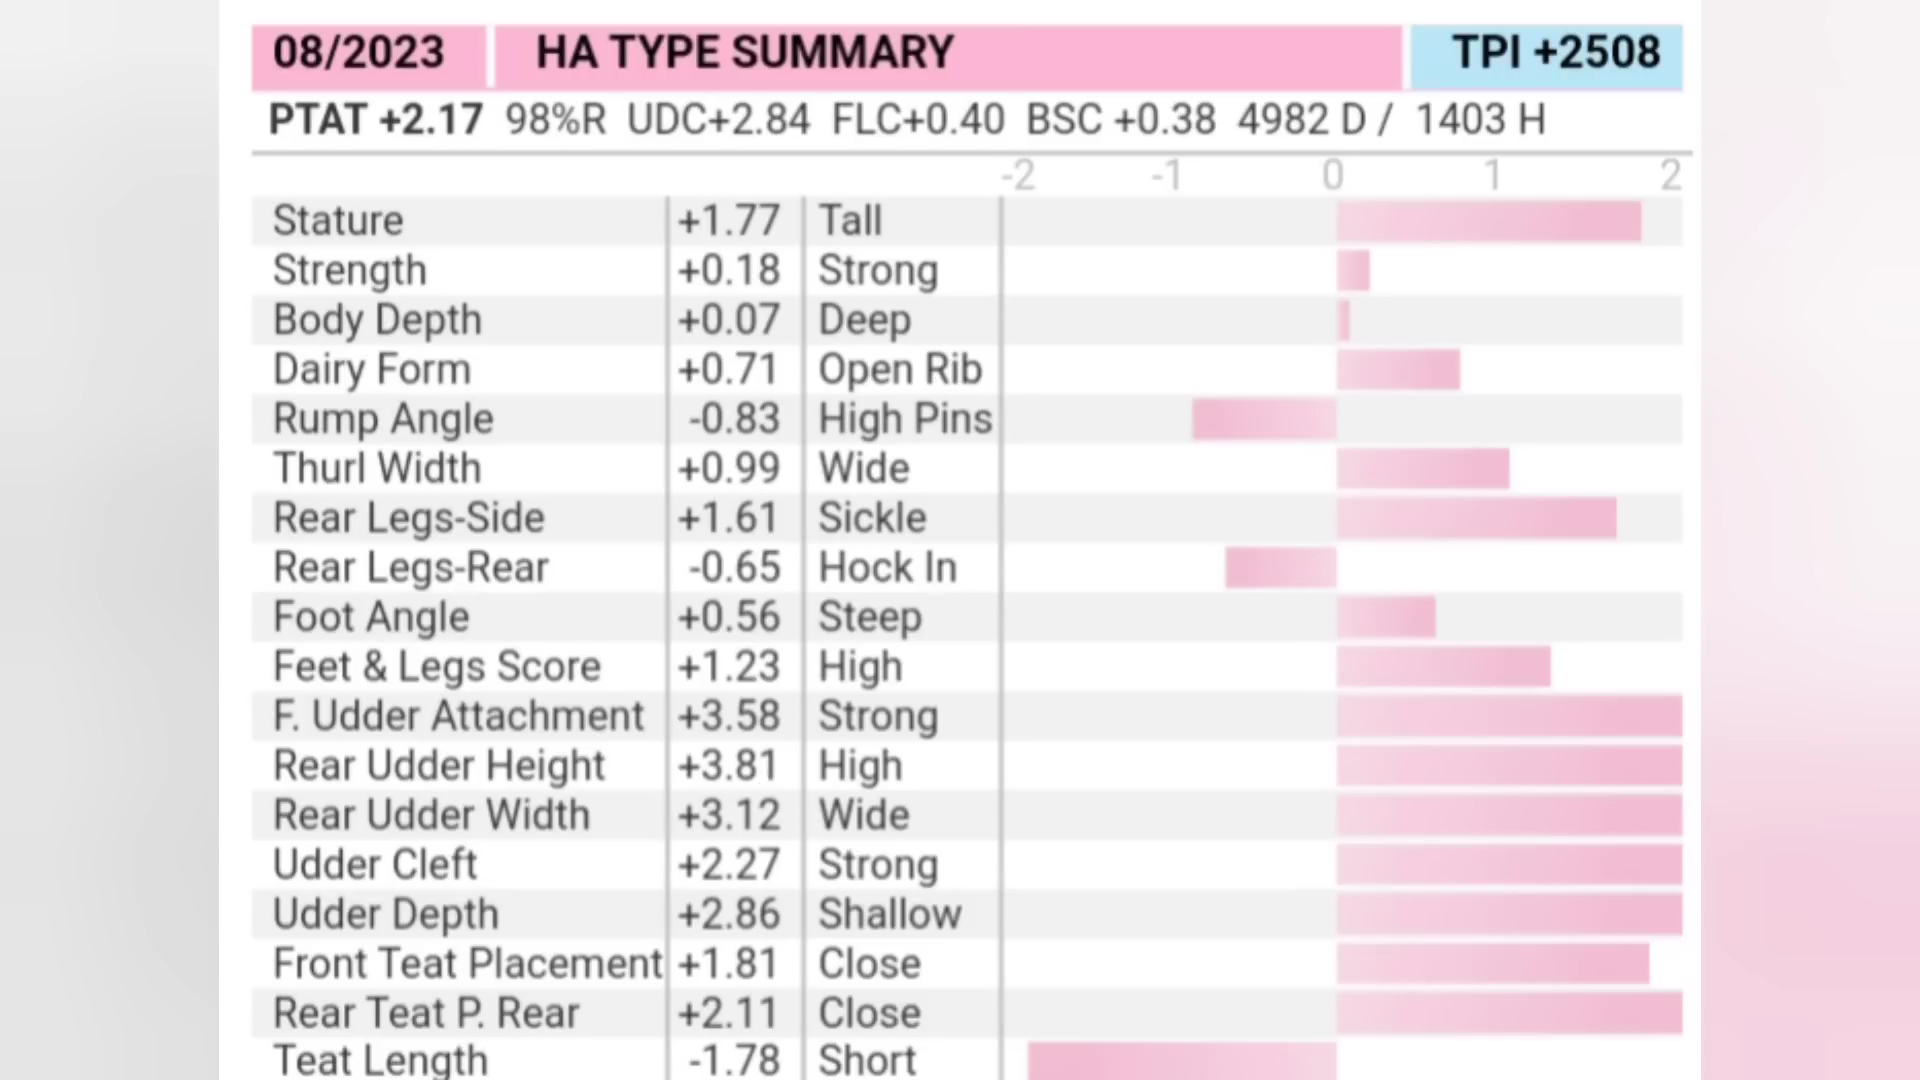 08/2023 HA TYPE SUMMARY TPI +2508
PTAT +2.17 98%R UDC+2.84 FLC+0.40 BSC +0.38 4982 D / 1403 H
-2 -1 0 1 2
Stature +1.77 Tall
Strength +0.18 Strong
Body Depth +0.07 Deep
Dairy Form +0.71 Open Rib
Rump Angle -0.83 High Pins
Thurl Width +0.99 Wide
Rear Legs-Side +1.61 Sickle
Rear Legs-Rear -0.65 Hock In
Foot Angle +0.56 Steep
Feet & Legs Score +1.23 High
F. Udder Attachment +3.58 Strong
Rear Udder Height +3.81 High
Rear Udder Width +3.12 Wide
Udder Cleft +2.27 Strong
Udder Depth +2.86 Shallow
Front Teat Placement +1.81 Close
Rear Teat P. Rear +2.11 Close
Teat Length -1.78 Short